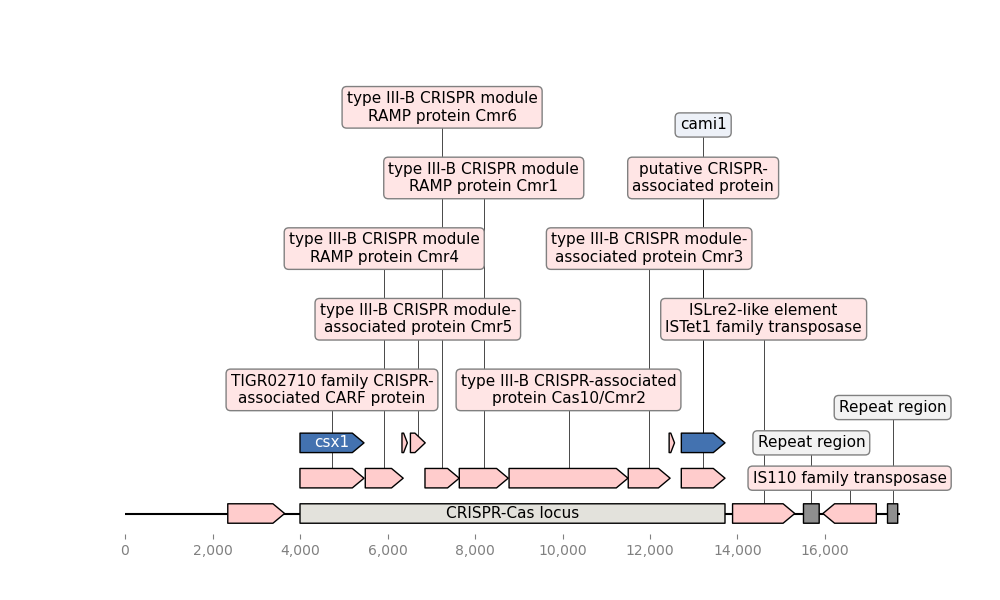 type III-B CRISPR module
RAMP protein Cmr6
cami1
type III-B CRISPR module
RAMP protein Cmr1
putative CRISPR-
associated protein
type III-B CRISPR module
RAMP protein Cmr4
type III-B CRISPR module-
associated protein Cmr3
type III-B CRISPR module-
associated protein Cmr5
ISLre2-like element
ISTet1 family transposase
TIGR02710 family CRISPR-
associated CARF protein
type III-B CRISPR-associated
protein Cas10/Cmr2
Repeat region
csx1
Repeat region
IS110 family transposase
CRISPR-Cas locus
0 2,000 4,000 6,000 8,000 10,000 12,000 14,000 16,000